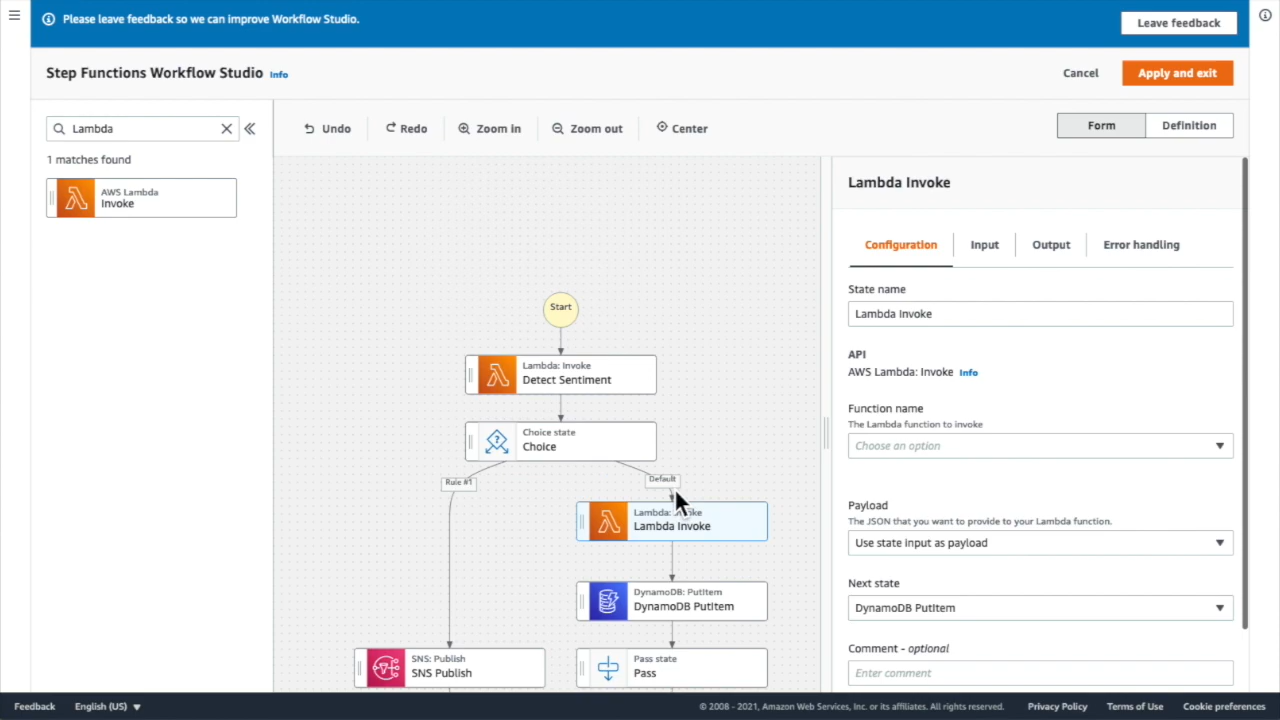 Please leave feedback so we can improve Workflow Studio.
Leave feedback
Step Functions Workflow Studio Info
Cancel
Apply and exit
Lambda
1 matches found
AWS Lambda
Invoke
Undo
Redo
Zoom in
Zoom out
Center
Form
Definition
Start
Lambda: Invoke
Detect Sentiment
Choice state
Choice
Rule #1
Default
Lambda:
Lambda Invoke
DynamoDB: PutItem
DynamoDB PutItem
SNS: Publish
SNS Publish
Pass state
Pass
Lambda Invoke
Configuration
Input
Output
Error handling
State name
Lambda Invoke
API
AWS Lambda: Invoke Info
Function name
The Lambda function to invoke
Choose an option
Payload
The JSON that you want to provide to your Lambda function.
Use state input as payload
Next state
DynamoDB PutItem
Comment - optional
Enter comment
Feedback
English (US)
© 2008 - 2021, Amazon Web Services, Inc. or its affiliates. All rights reserved.
Privacy Policy
Terms of Use
Cookie preferences